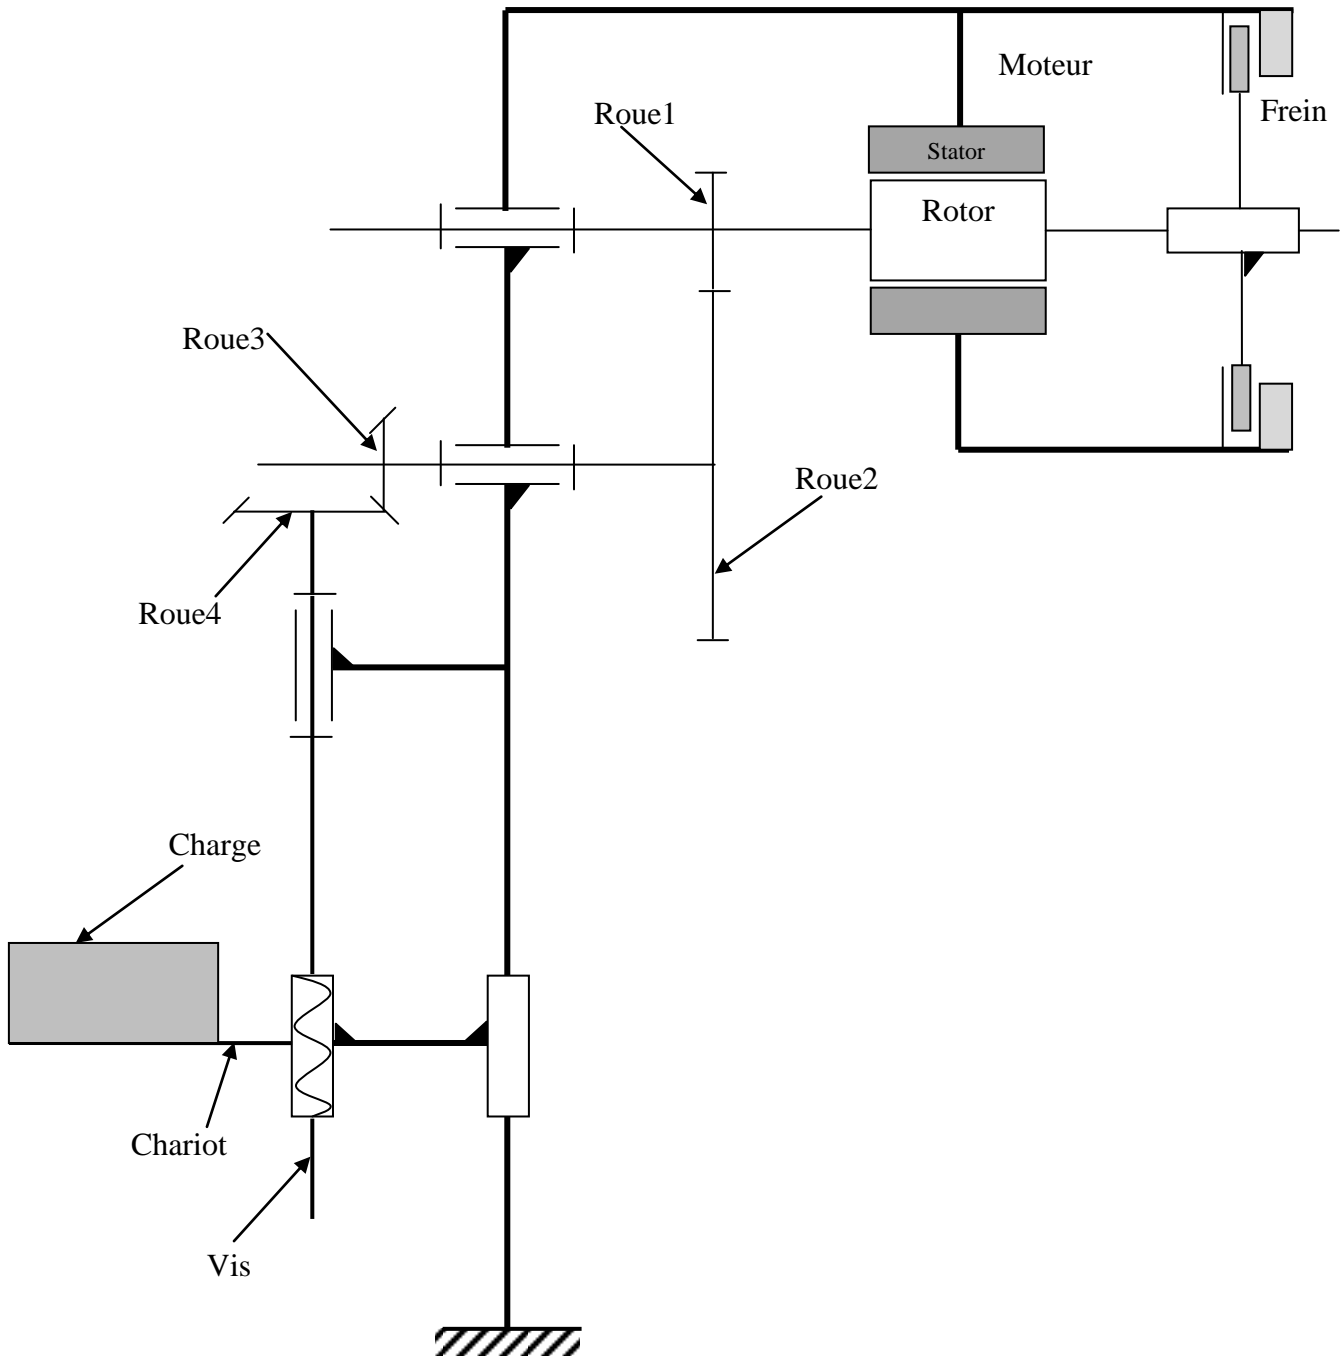 Moteur
Roue1
Frein
Stator
Rotor
Roue3
Roue2
Roue4
Charge
Chariot
Vis